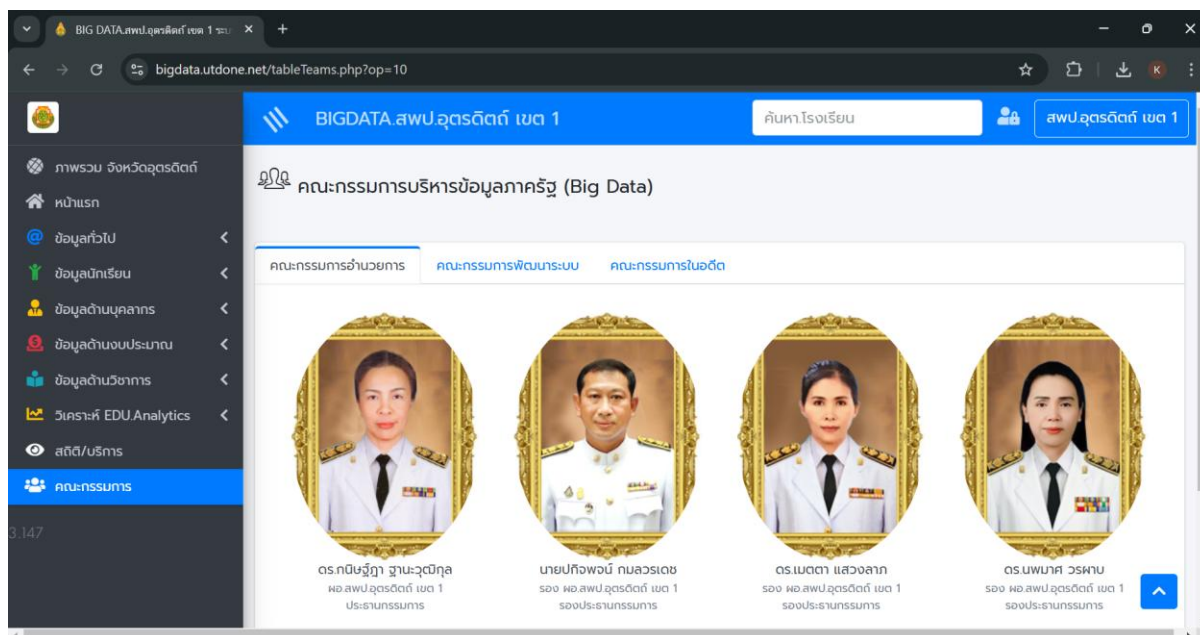 BIG DATA.สพป.อุตรดิตถ์ เขต 1 ระบ
bigdata.utdone.net/tableTeams.php?op=10
K
BIGDATA.สพป.อุตรดิตถ์ เขต 1
ค้นหา.โรงเรียน
สพป.อุตรดิตถ์ เขต 1
ภาพรวม จังหวัดอุตรดิตถ์
หน้าแรก
ข้อมูลทั่วไป
ข้อมูลนักเรียน
ข้อมูลด้านบุคลากร
ข้อมูลด้านงบประมาณ
ข้อมูลด้านวิชาการ
วิเคราะห์ EDU.Analytics
สถิติ/บริการ
คณะกรรมการ
3.147
คณะกรรมการบริหารข้อมูลภาครัฐ (Big Data)
คณะกรรมการอำนวยการ
คณะกรรมการพัฒนาระบบ
คณะกรรมการในอดีต
ดร.กนิษฐ์ฎา ฐานะวุฒิกุล
ผอ.สพป.อุตรดิตถ์ เขต 1
ประธานกรรมการ
นายปกิจพจน์ กมลวรเดช
รอง ผอ.สพป.อุตรดิตถ์ เขต 1
รองประธานกรรมการ
ดร.เมตตา แสวงลาภ
รอง ผอ.สพป.อุตรดิตถ์ เขต 1
รองประธานกรรมการ
ดร.นพมาศ วรผาบ
รอง ผอ.สพป.อุตรดิตถ์ เขต 1
รองประธานกรรมการ